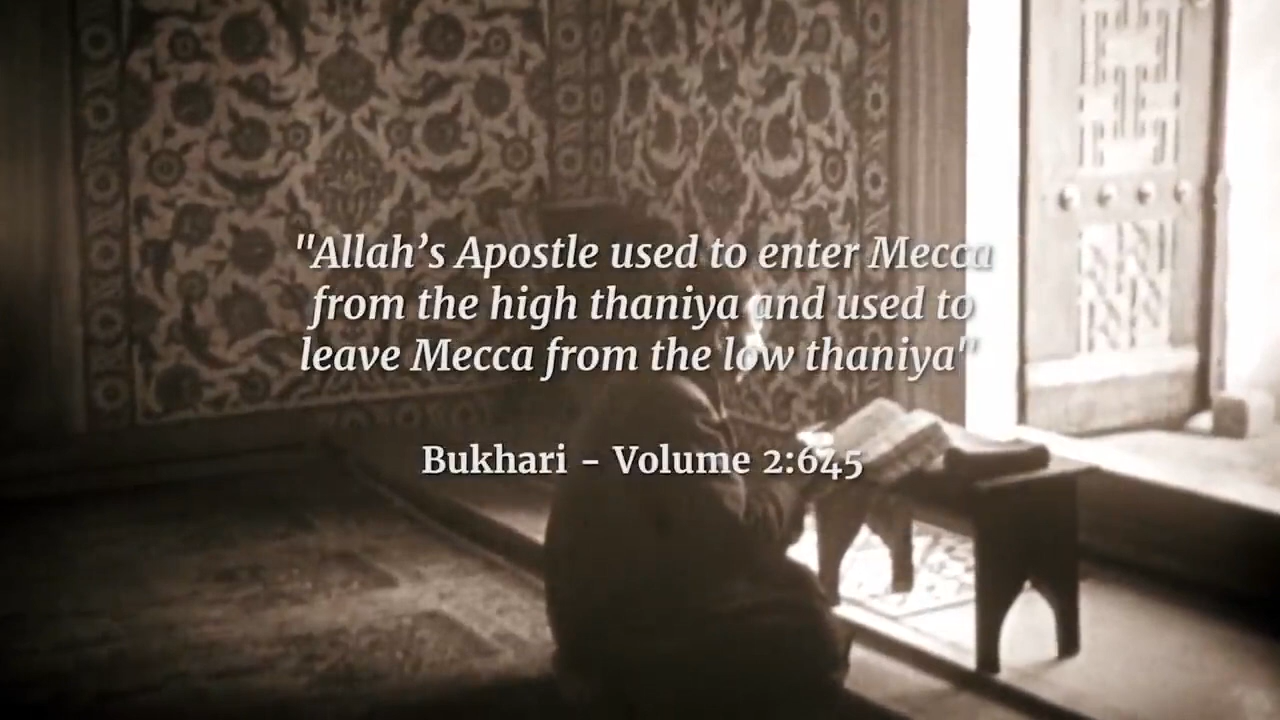 "Allah’s Apostle used to enter Mecca
from the high thaniya and used to
leave Mecca from the low thaniya"
Bukhari - Volume 2:645